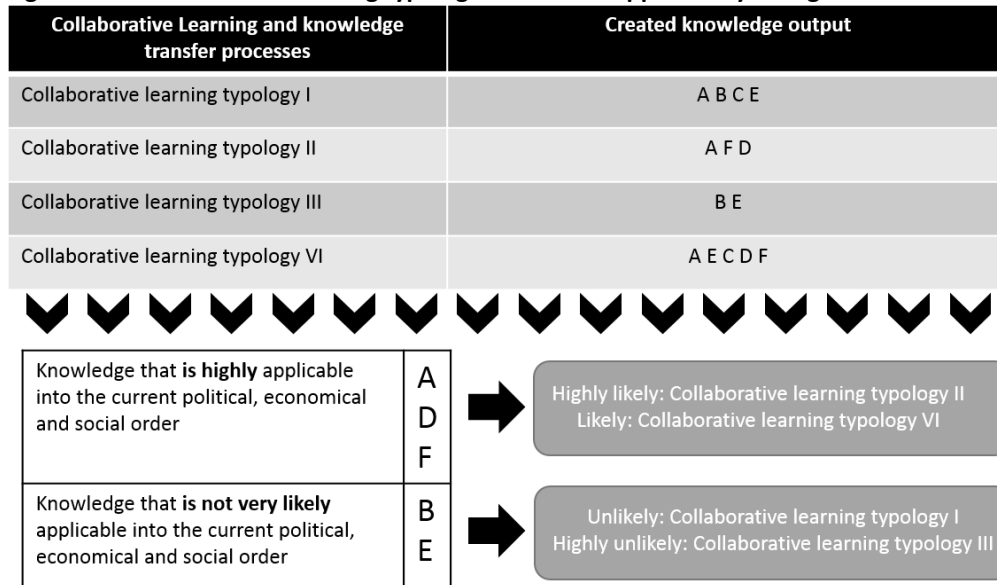 Collaborative Learning and knowledge
transfer processes
Created knowledge output
Collaborative learning typology I
A B C E
Collaborative learning typology II
A F D
Collaborative learning typology III
B E
Collaborative learning typology VI
A E C D F
Knowledge that is highly applicable
into the current political, economical
and social order
A
D
F
Highly likely: Collaborative learning typology II
Likely: Collaborative learning typology VI
Knowledge that is not very likely
applicable into the current political,
economical and social order
B
E
Unlikely: Collaborative learning typology I
Highly unlikely: Collaborative learning typology III